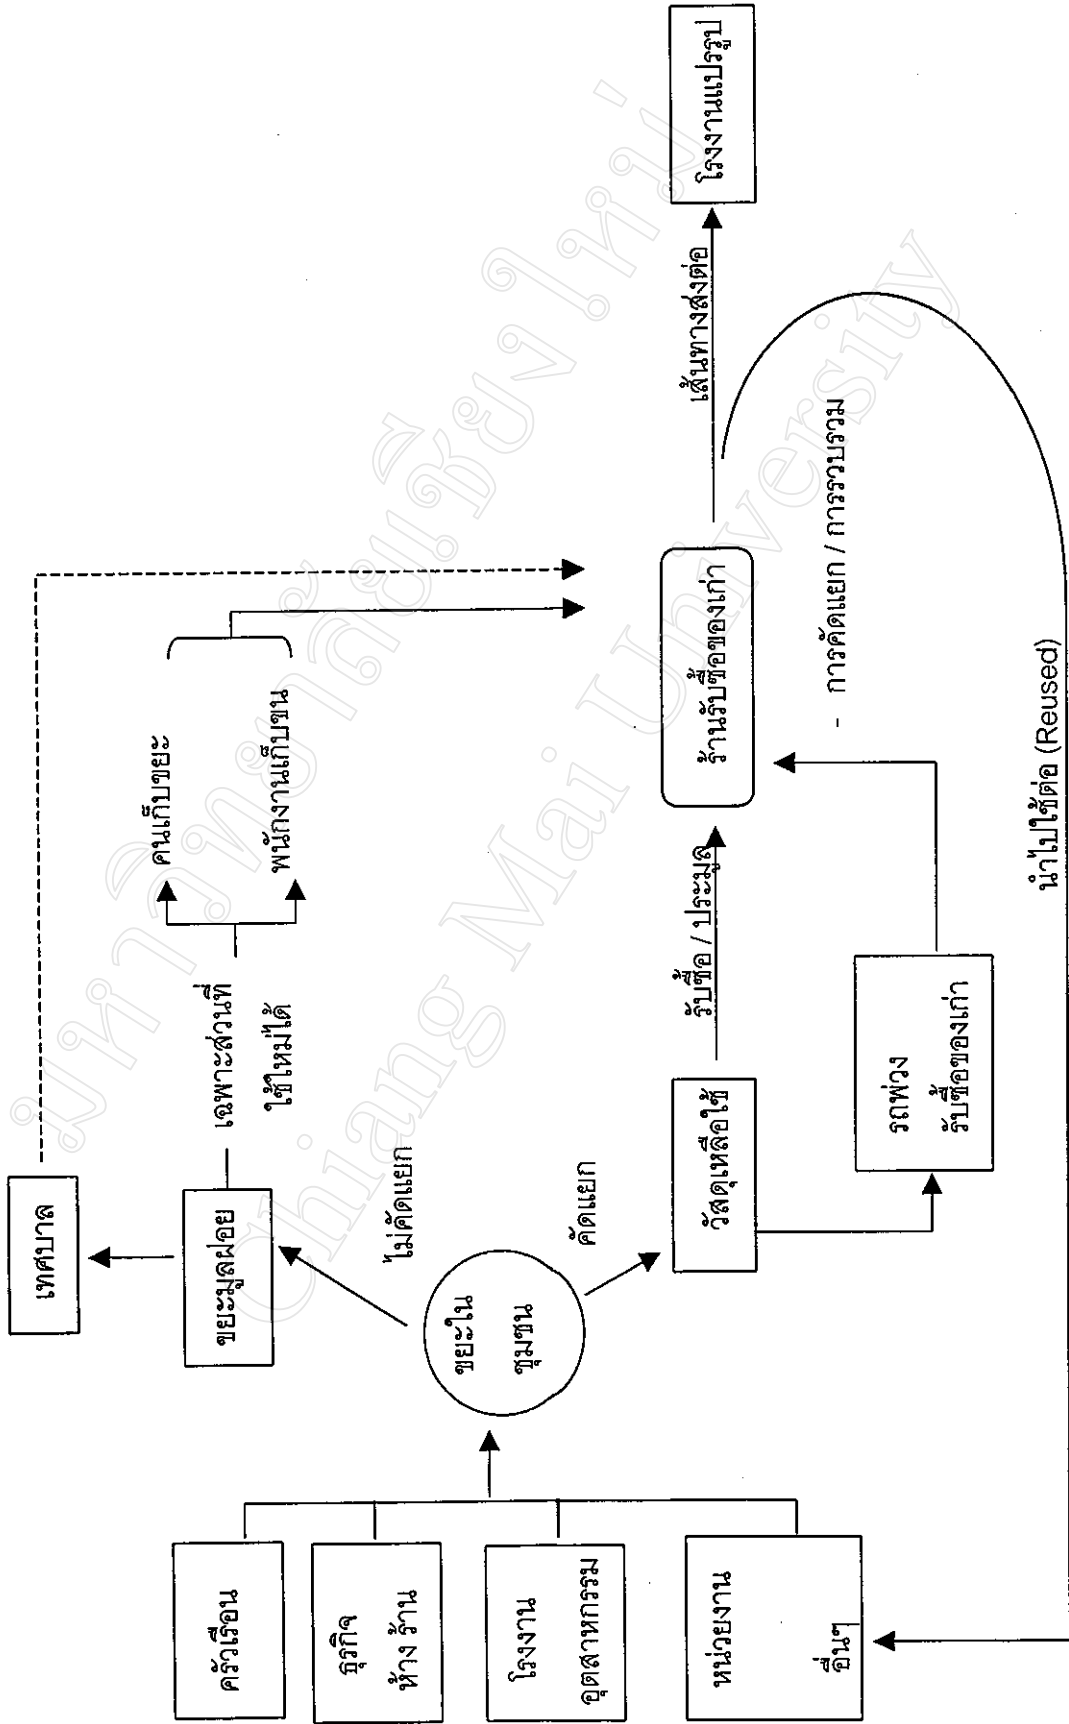 ครัวเรือน
ธุรกิจ
ห้าง ร้าน
โรงงาน
อุตสาหกรรม
หน่วยงาน
อื่นๆ
ขยะใน
ชุมชน
ไม่คัดแยก
คัดแยก
เทศบาล
ขยะมูลฝอย
วัสดุเหลือใช้
เฉพาะส่วนที่
ใช้ใหม่ได้
คนเก็บขยะ
พนักงานเก็บขน
รับซื้อ / ประมูล
รถพ่วง
รับซื้อของเก่า
ร้านรับซื้อของเก่า
- การคัดแยก / การรวบรวม
เส้นทางส่งต่อ
โรงงานแปรรูป
นำไปใช้ต่อ (Reused)
มหาวิทยาลัยเชียงใหม่
Chiang Mai University